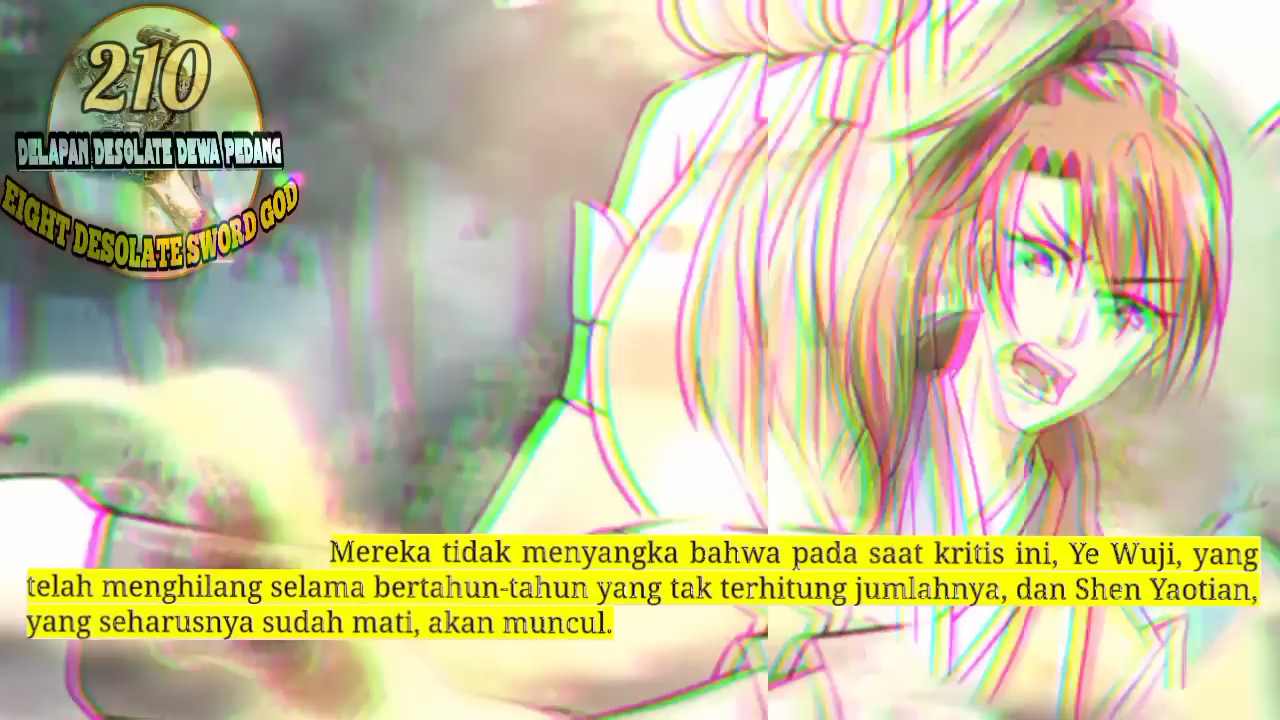 210
DELAPAN DESOLATE DEWA PEDANG
EIGHT DESOLATE SWORD GOD
Mereka tidak menyangka bahwa pada saat kritis ini, Ye Wuji, yang
telah menghilang selama bertahun-tahun yang tak terhitung jumlahnya, dan Shen Yaotian,
yang seharusnya sudah mati, akan muncul.